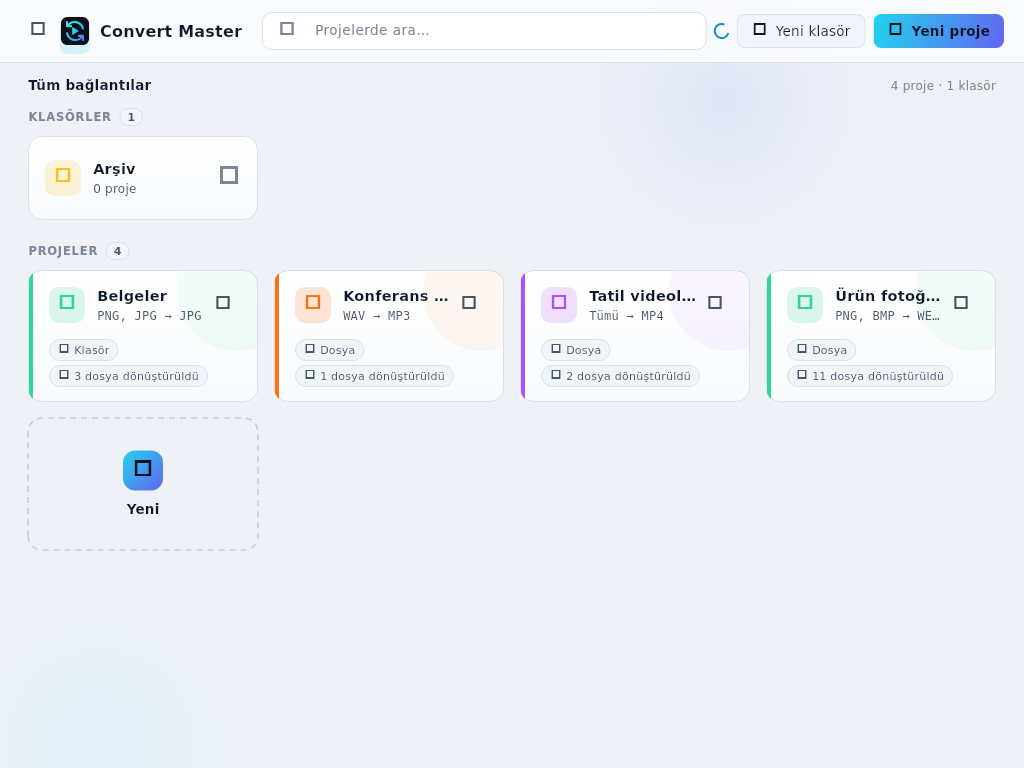 Convert Master
Projelerde ara...
Yeni klasör
Yeni proje
Tüm bağlantılar
4 proje · 1 klasör
KLASÖRLER 1
Arşiv
0 proje
PROJELER 4
Belgeler
PNG, JPG → JPG
Klasör
3 dosya dönüştürüldü
Konferans …
WAV → MP3
Dosya
1 dosya dönüştürüldü
Tatil videol…
Tümü → MP4
Dosya
2 dosya dönüştürüldü
Ürün fotoğ…
PNG, BMP → WE…
Dosya
11 dosya dönüştürüldü
Yeni